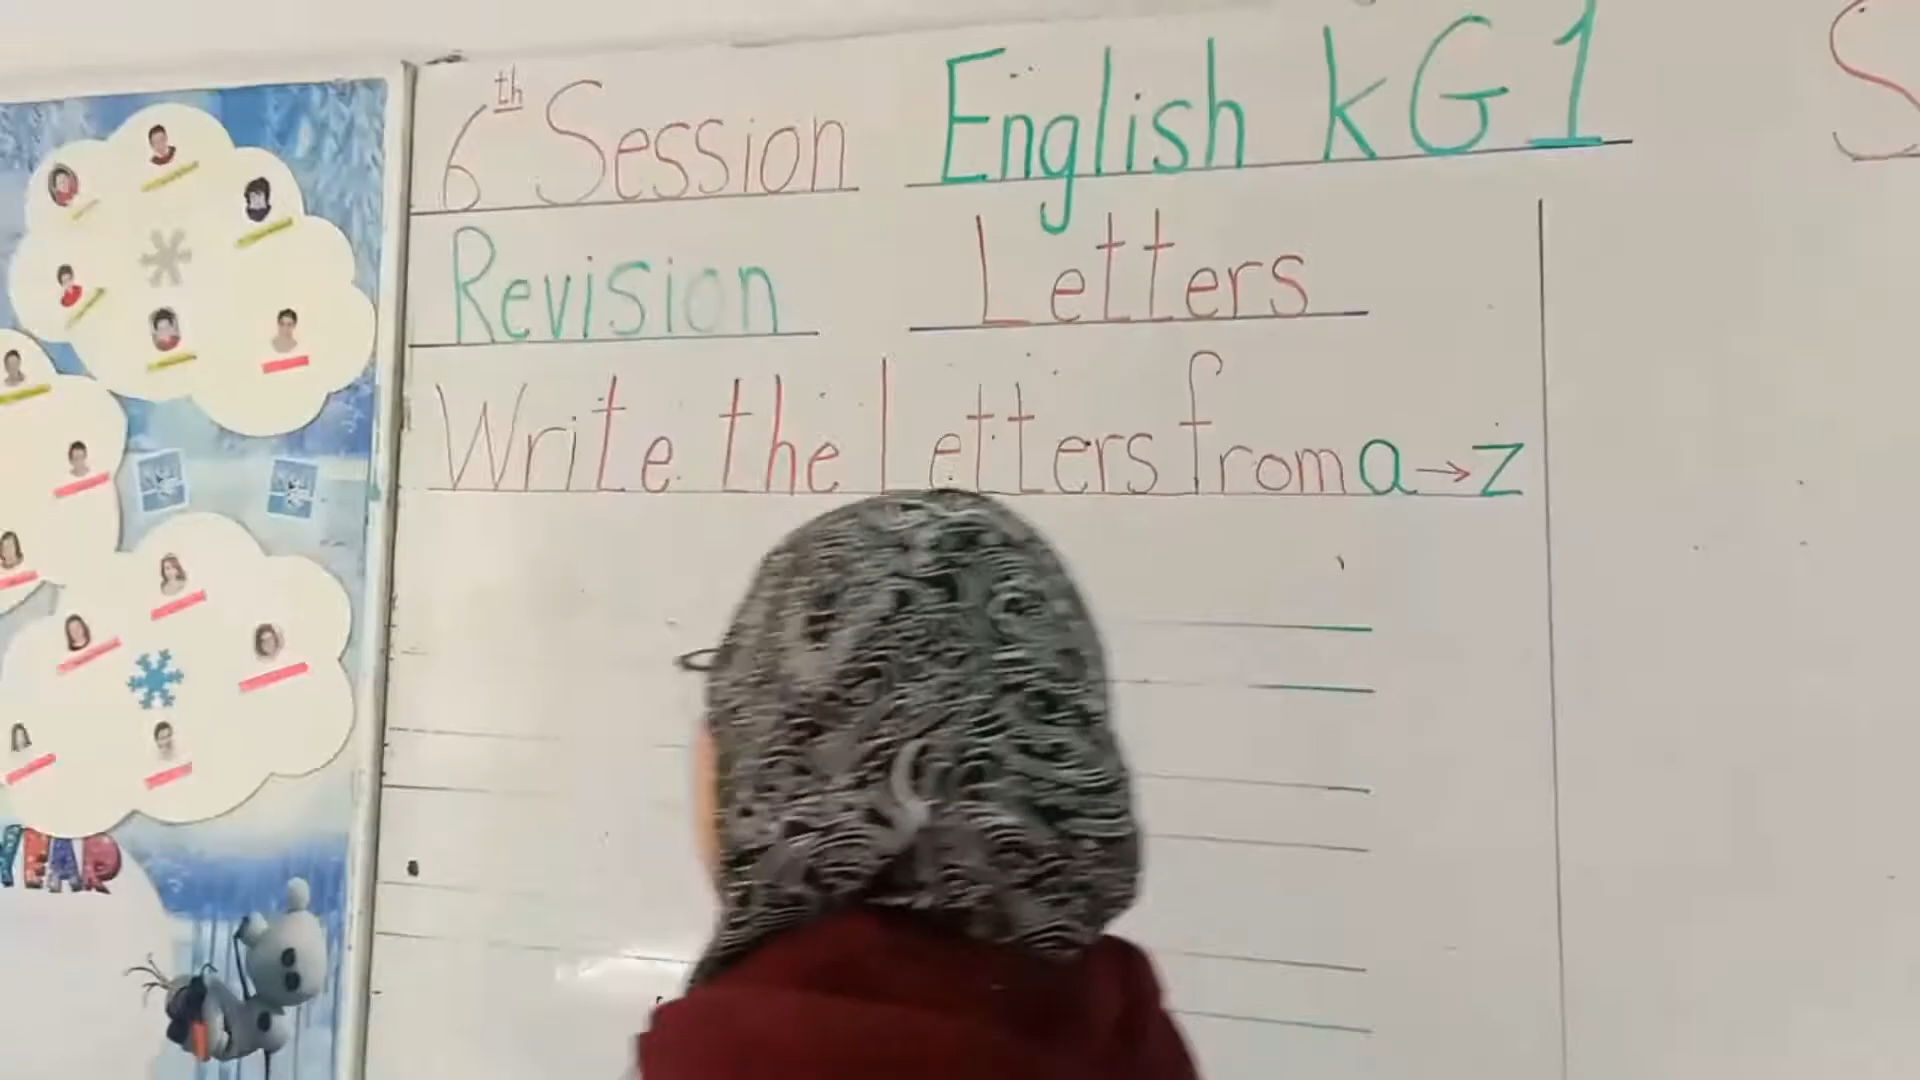 6th Session English KG1
Revision Letters
Write the Letters from a→z
YEAR